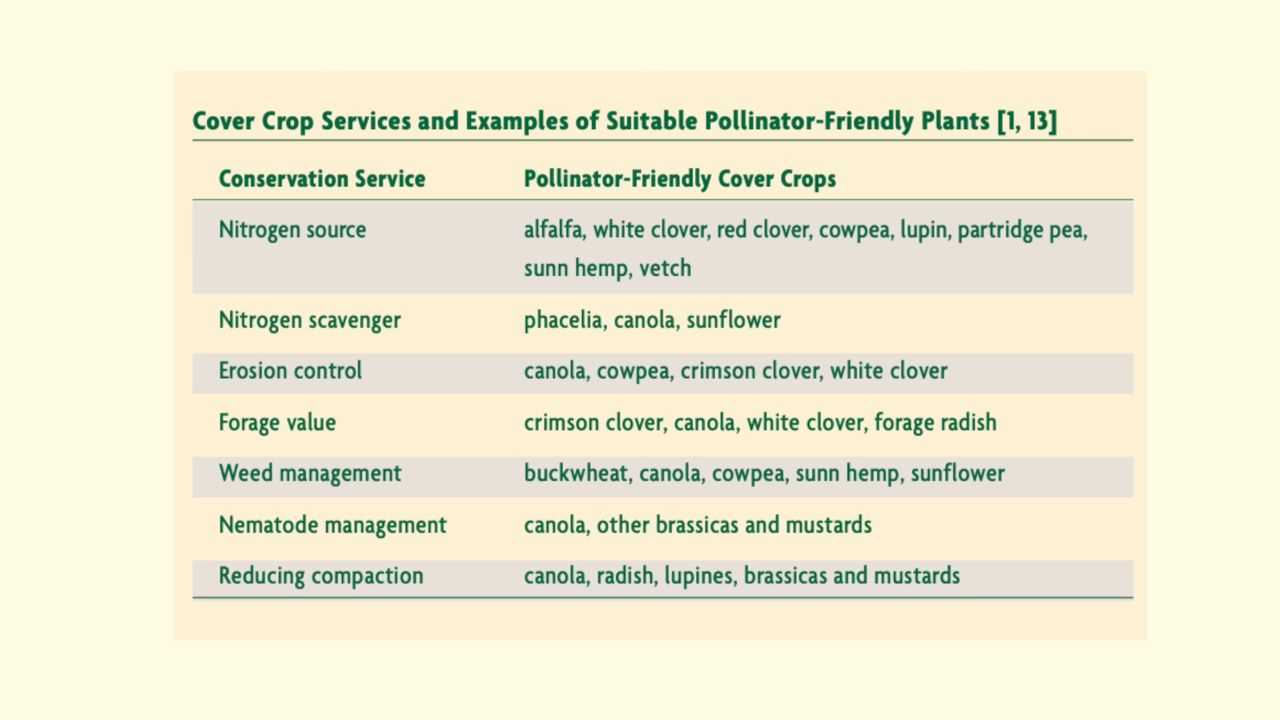 Cover Crop Services and Examples of Suitable Pollinator-Friendly Plants [1, 13]
Conservation Service Pollinator-Friendly Cover Crops
Nitrogen source alfalfa, white clover, red clover, cowpea, lupin, partridge pea,
sunn hemp, vetch
Nitrogen scavenger phacelia, canola, sunflower
Erosion control canola, cowpea, crimson clover, white clover
Forage value crimson clover, canola, white clover, forage radish
Weed management buckwheat, canola, cowpea, sunn hemp, sunflower
Nematode management canola, other brassicas and mustards
Reducing compaction canola, radish, lupines, brassicas and mustards